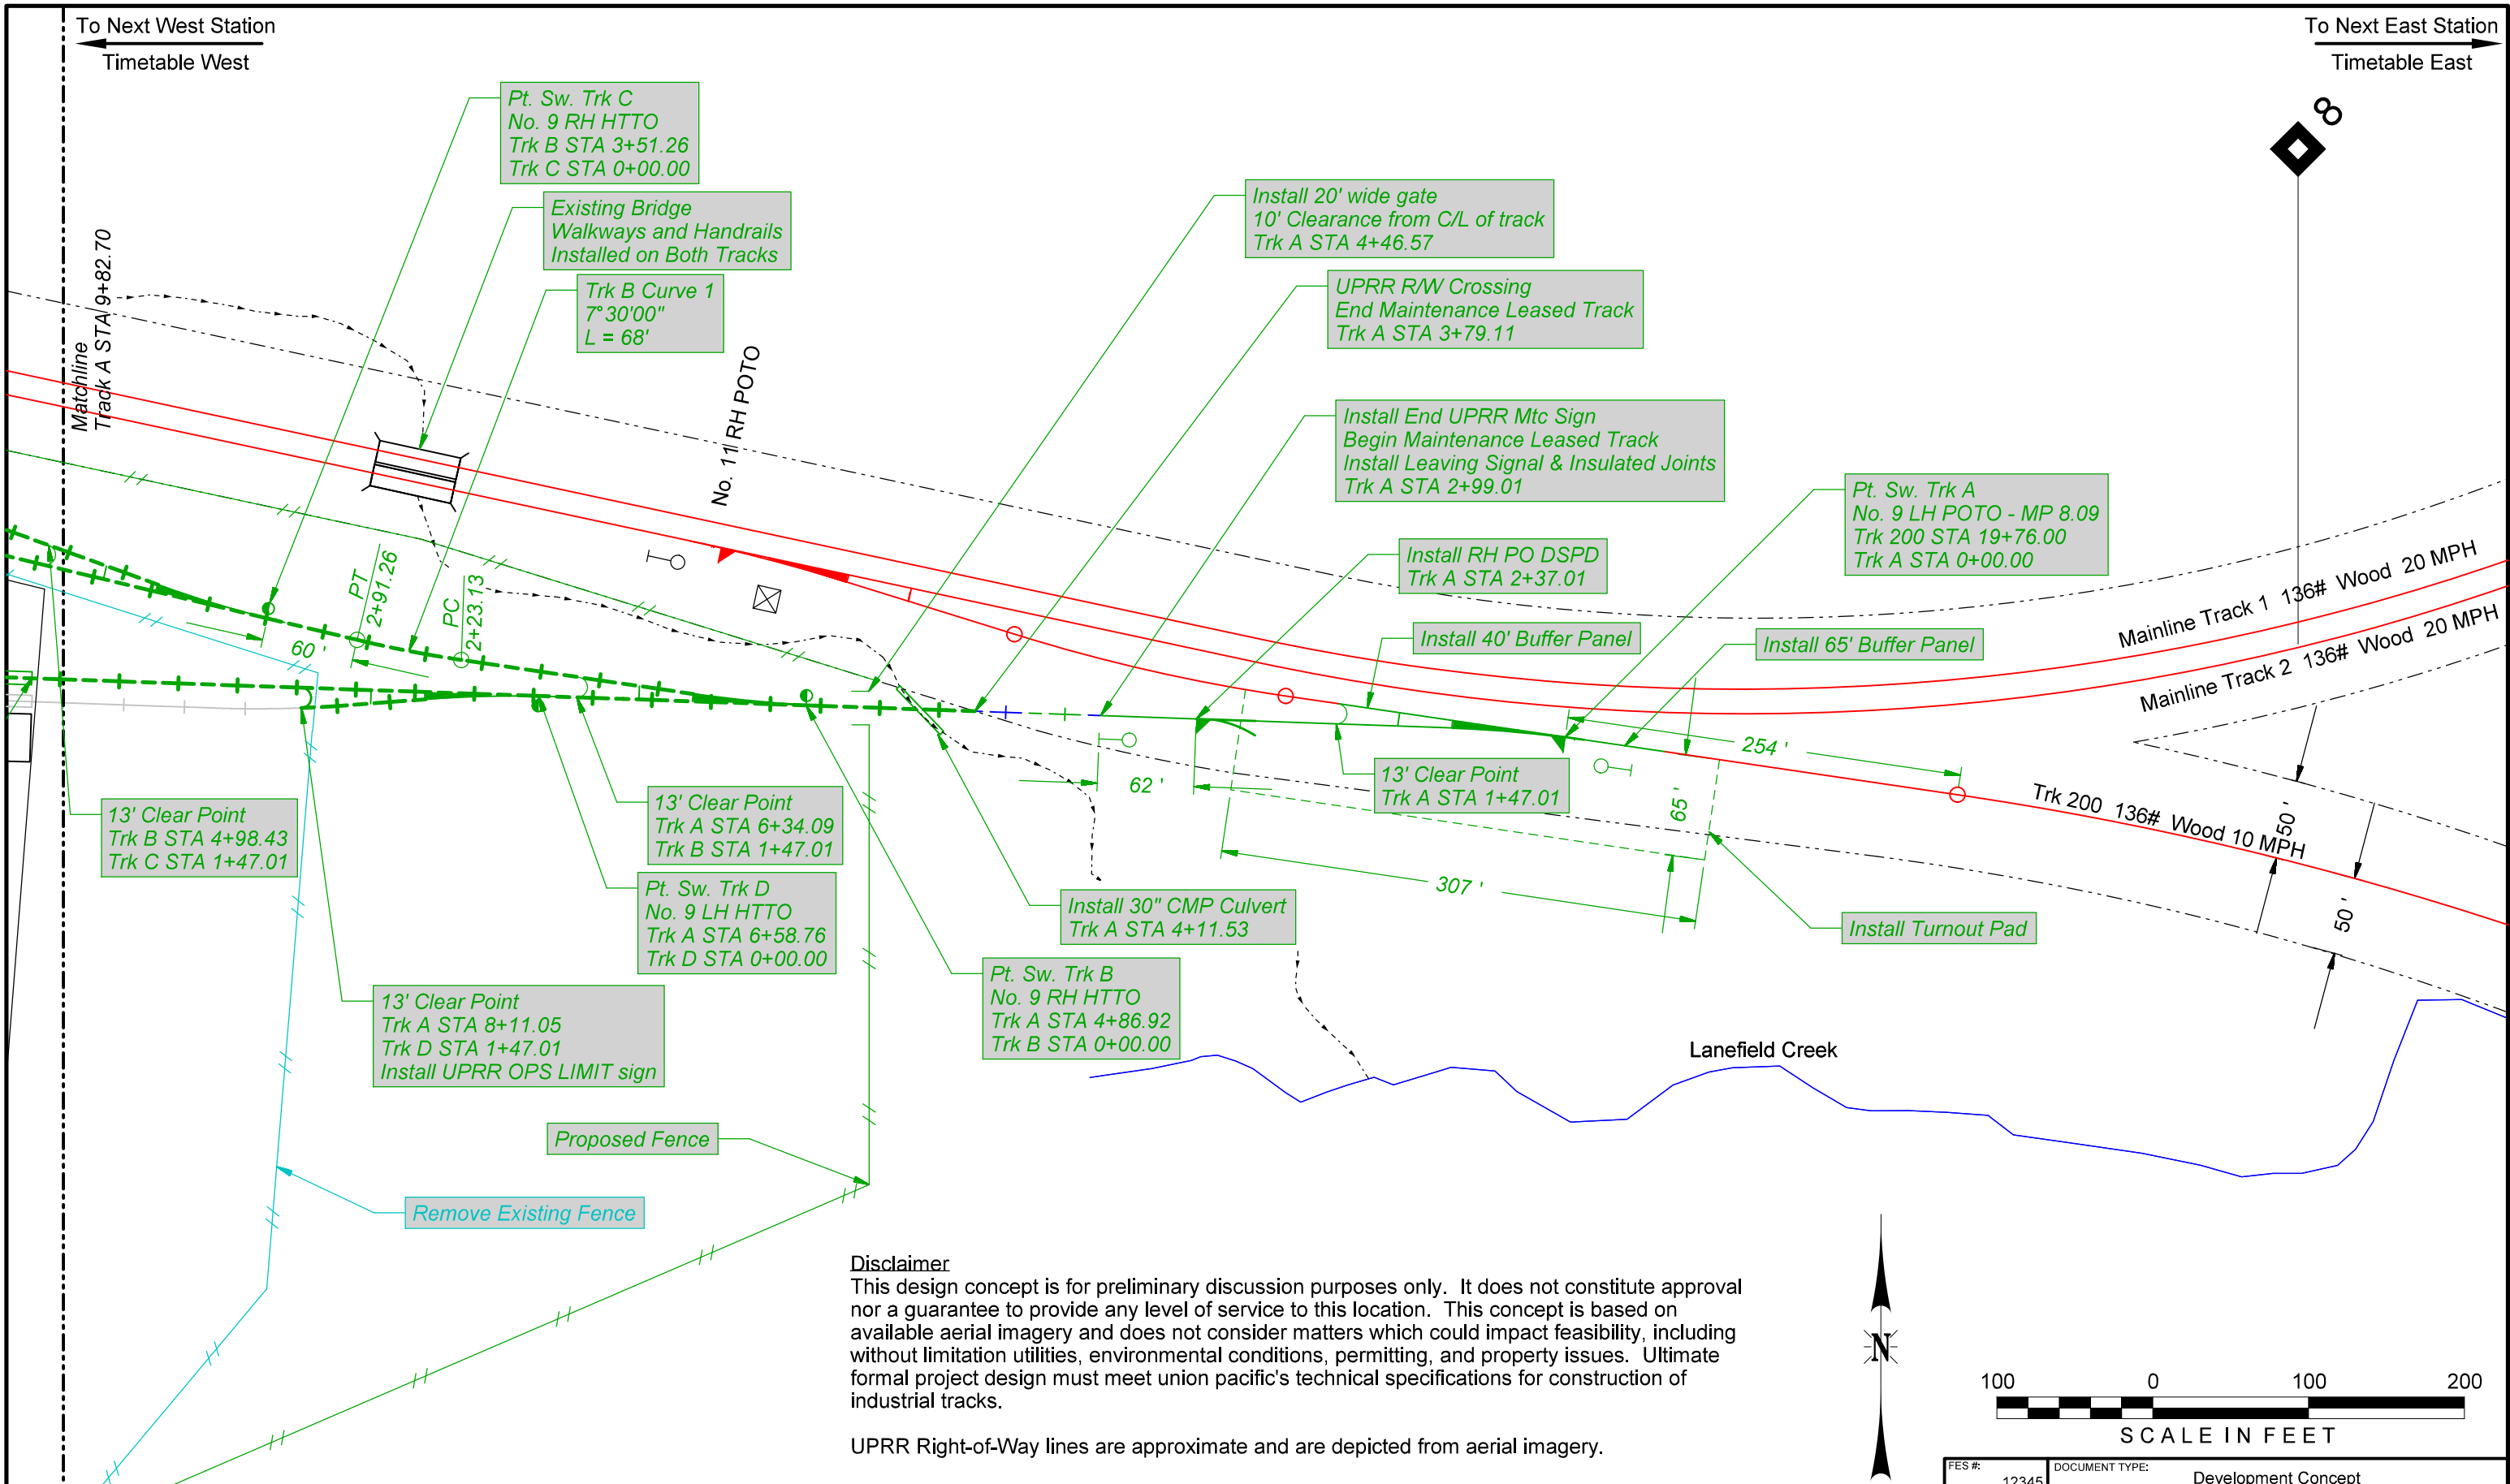 To Next West Station
Timetable West
To Next East Station
Timetable East
8
Pt. Sw. Trk C
No. 9 RH HTTO
Trk B STA 3+51.26
Trk C STA 0+00.00
Existing Bridge
Walkways and Handrails
Installed on Both Tracks
Trk B Curve 1
7°30'00"
L = 68'
Matchline
Track A STA 9+82.70
No. 11 RH POTO
Install 20' wide gate
10' Clearance from C/L of track
Trk A STA 4+46.57
UPRR R/W Crossing
End Maintenance Leased Track
Trk A STA 3+79.11
Install End UPRR Mtc Sign
Begin Maintenance Leased Track
Install Leaving Signal & Insulated Joints
Trk A STA 2+99.01
Pt. Sw. Trk A
No. 9 LH POTO - MP 8.09
Trk 200 STA 19+76.00
Trk A STA 0+00.00
Install RH PO DSPD
Trk A STA 2+37.01
Install 40' Buffer Panel
Install 65' Buffer Panel
Mainline Track 1 136# Wood 20 MPH
Mainline Track 2 136# Wood 20 MPH
PT
2+91.26
PC
2+23.13
60 '
62 '
254 '
65 '
307 '
Trk 200 136# Wood 10 MPH
50 '
50 '
13' Clear Point
Trk A STA 1+47.01
13' Clear Point
Trk B STA 4+98.43
Trk C STA 1+47.01
13' Clear Point
Trk A STA 6+34.09
Trk B STA 1+47.01
Pt. Sw. Trk D
No. 9 LH HTTO
Trk A STA 6+58.76
Trk D STA 0+00.00
Install 30" CMP Culvert
Trk A STA 4+11.53
Install Turnout Pad
Pt. Sw. Trk B
No. 9 RH HTTO
Trk A STA 4+86.92
Trk B STA 0+00.00
13' Clear Point
Trk A STA 8+11.05
Trk D STA 1+47.01
Install UPRR OPS LIMIT sign
Lanefield Creek
Proposed Fence
Remove Existing Fence
Disclaimer
This design concept is for preliminary discussion purposes only. It does not constitute approval
nor a guarantee to provide any level of service to this location. This concept is based on
available aerial imagery and does not consider matters which could impact feasibility, including
without limitation utilities, environmental conditions, permitting, and property issues. Ultimate
formal project design must meet union pacific's technical specifications for construction of
industrial tracks.
UPRR Right-of-Way lines are approximate and are depicted from aerial imagery.
N
100 0 100 200
SCALE IN FEET
FES #:
12345
DOCUMENT TYPE:
Development Concept